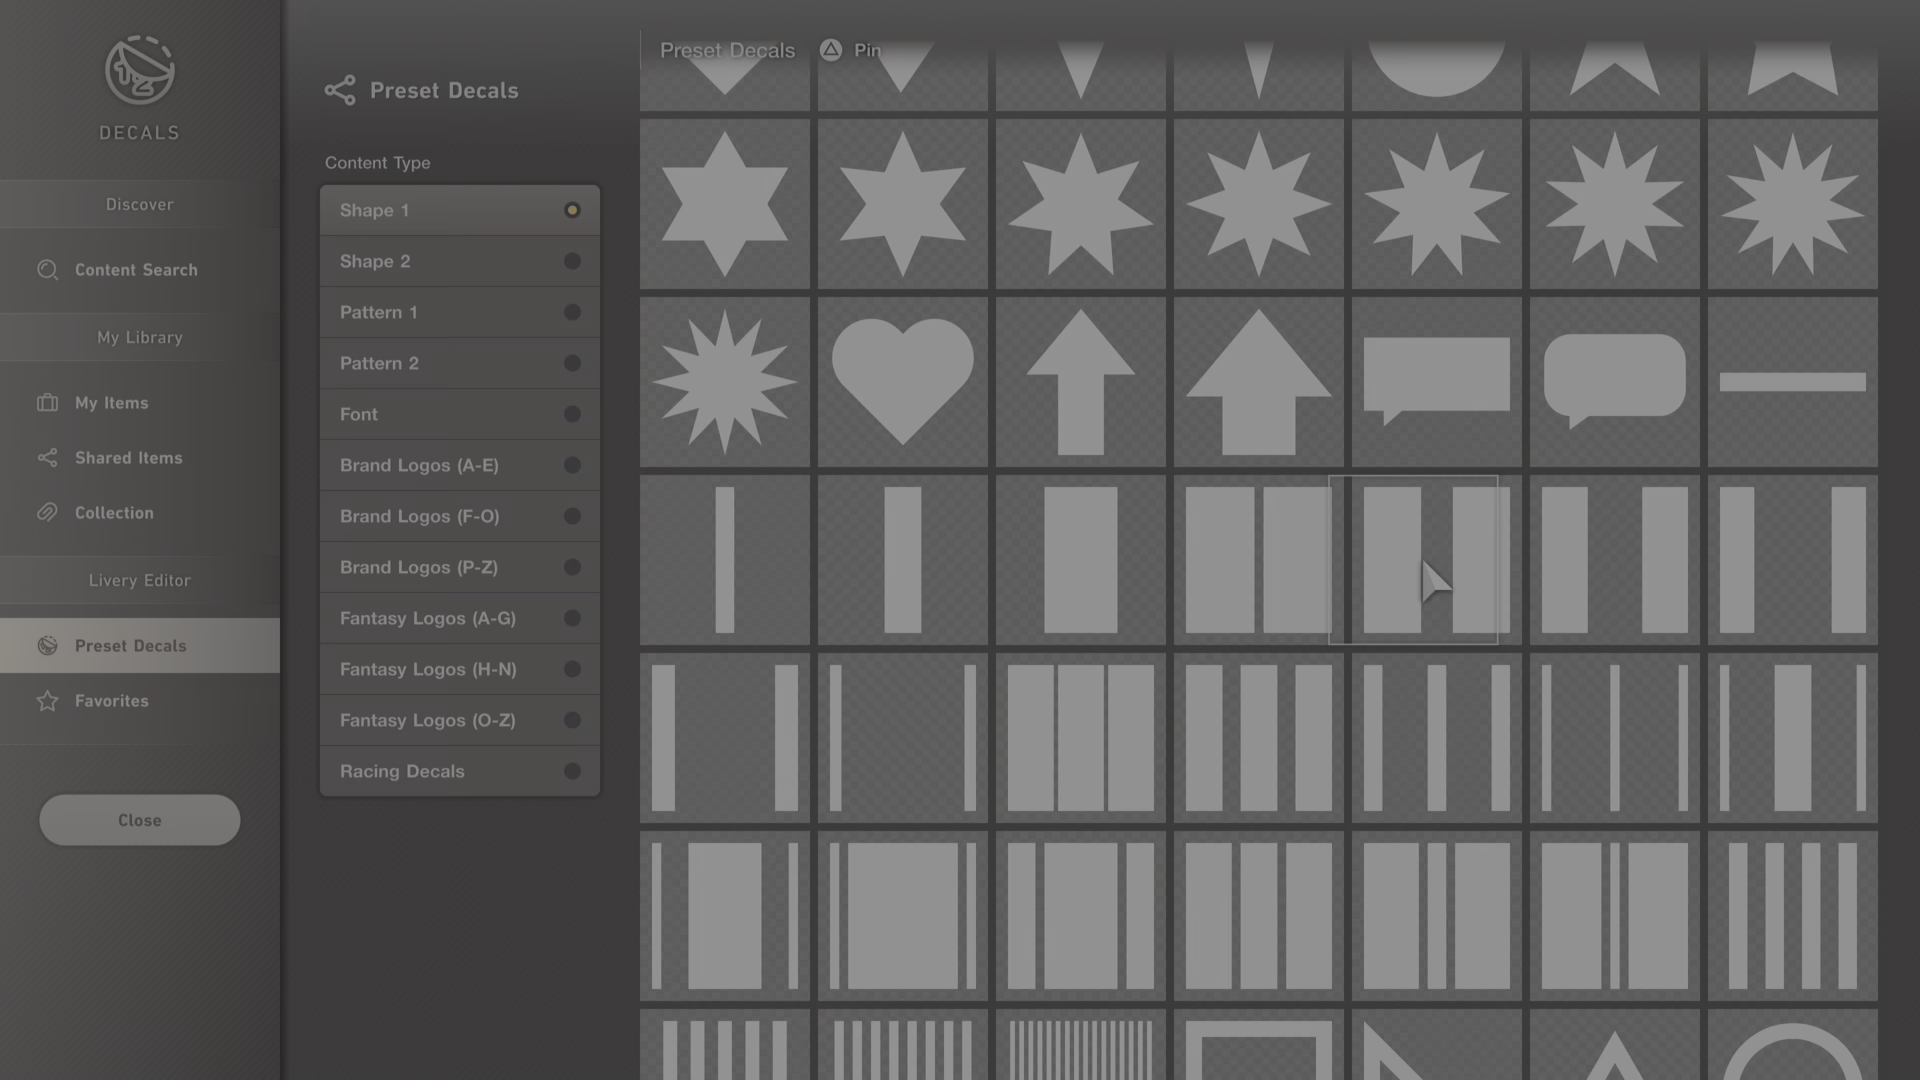 DECALS
Discover
Content Search
My Library
My Items
Shared Items
Collection
Livery Editor
Preset Decals
Favorites
Close
Preset Decals
Content Type
Shape 1
Shape 2
Pattern 1
Pattern 2
Font
Brand Logos (A-E)
Brand Logos (F-O)
Brand Logos (P-Z)
Fantasy Logos (A-G)
Fantasy Logos (H-N)
Fantasy Logos (O-Z)
Racing Decals
Preset Decals Pin